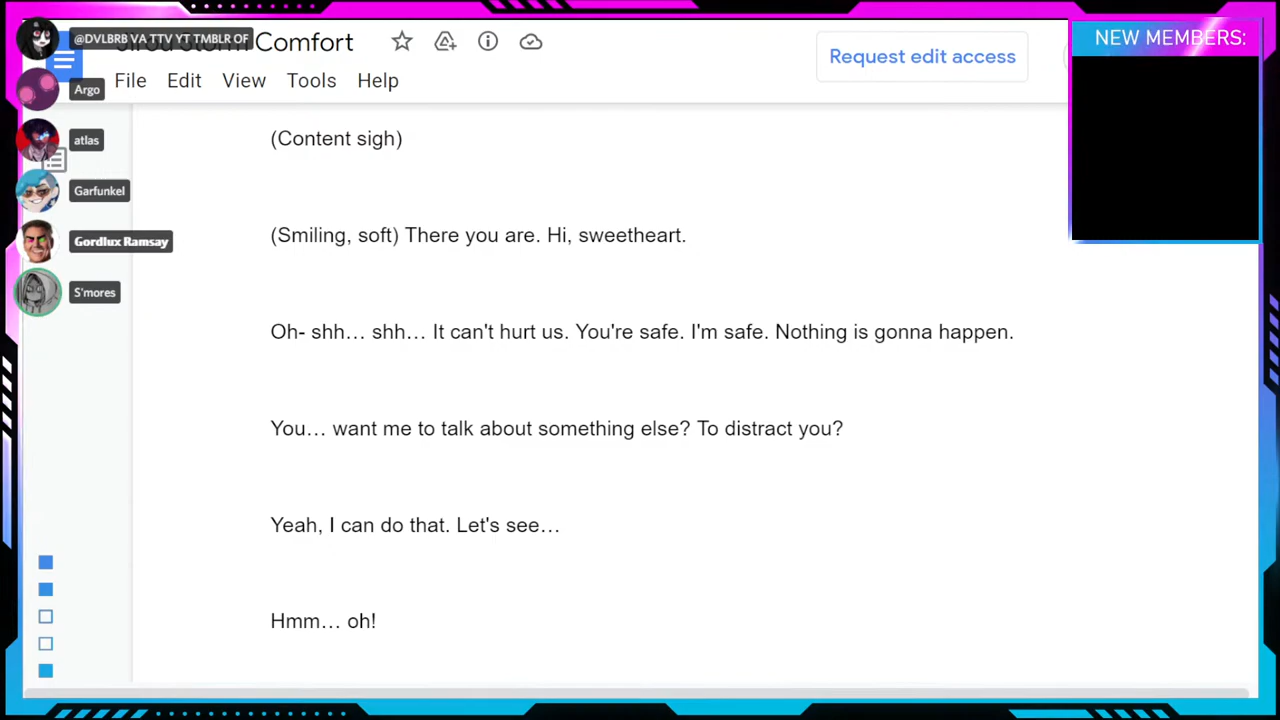 @DVLBRB VA TTV YT TMBLR OF
Comfort
Request edit access
NEW MEMBERS:
File Edit View Tools Help
Argo
atlas
Garfunkel
Gordlux Ramsay
S'mores
(Content sigh)
(Smiling, soft) There you are. Hi, sweetheart.
Oh- shh… shh… It can't hurt us. You're safe. I'm safe. Nothing is gonna happen.
You… want me to talk about something else? To distract you?
Yeah, I can do that. Let's see…
Hmm… oh!